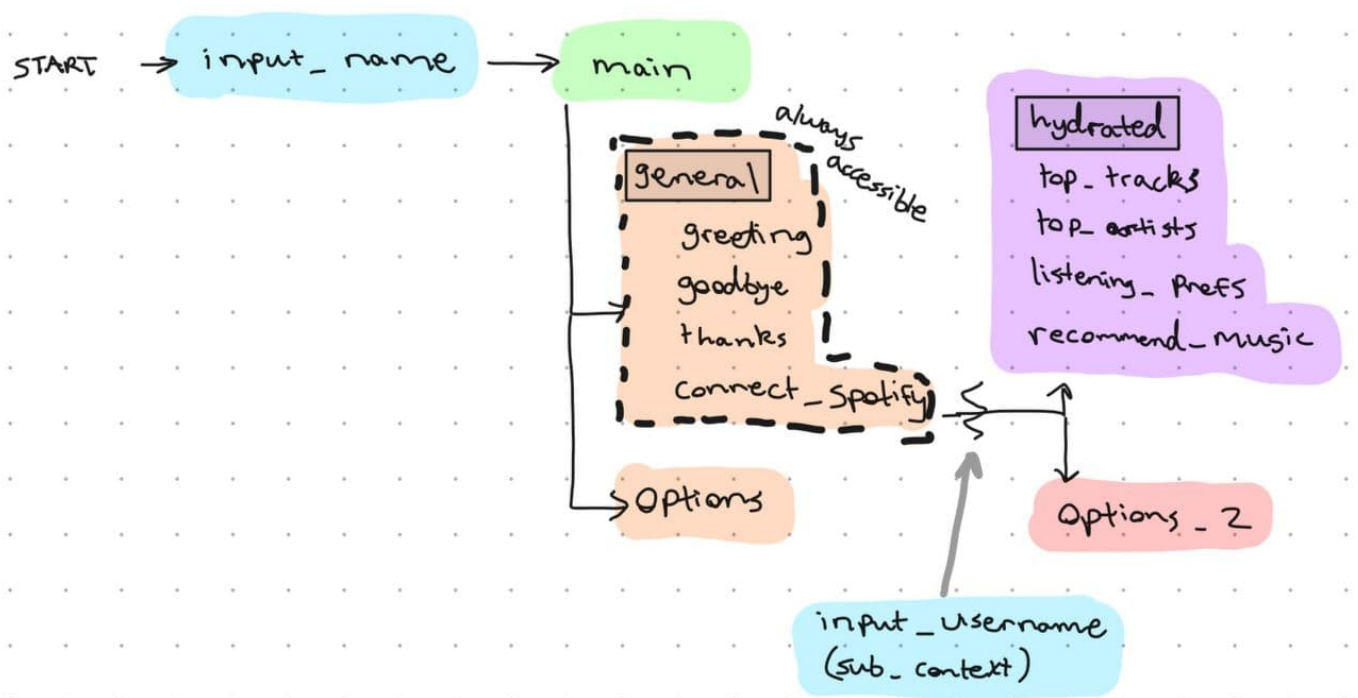 START
input_name
main
always
accessible
general
greeting
goodbye
thanks
connect_spotify
options
hydrated
top_tracks
top_artists
listening_prefs
recommend_music
options_2
input_username
(sub_context)